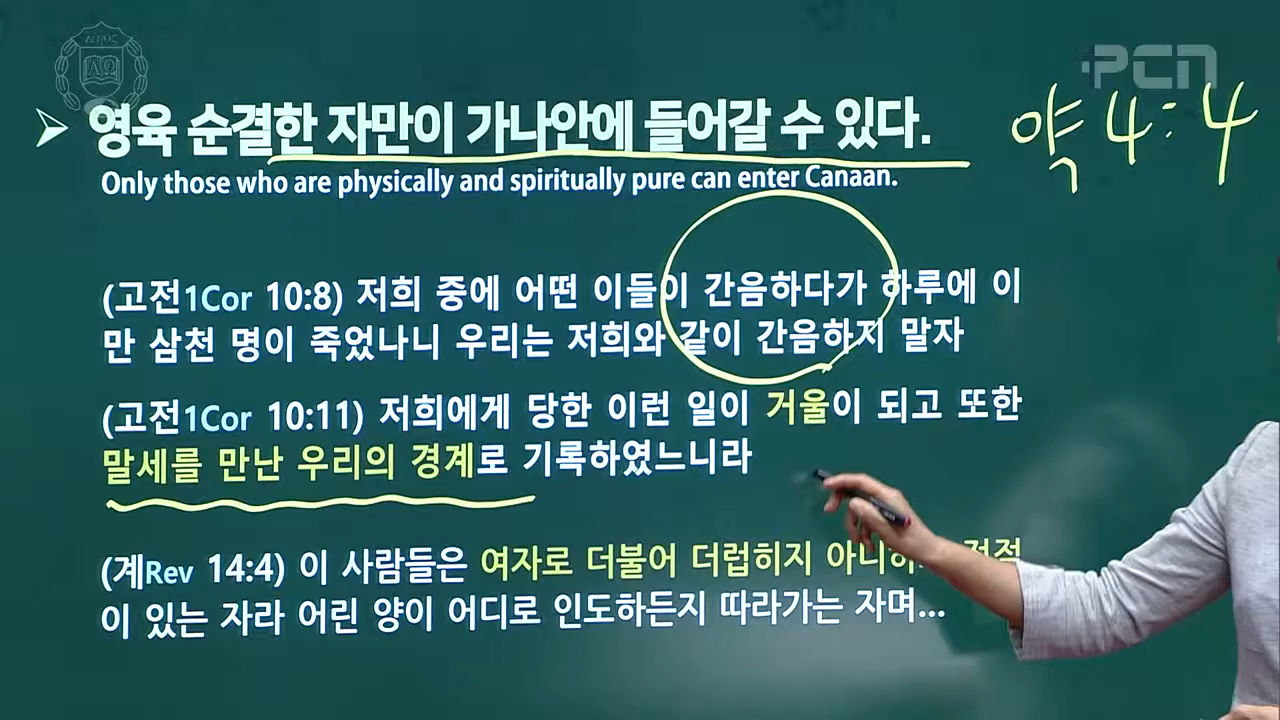 PCN
ΛΩ
영육 순결한 자만이 가나안에 들어갈 수 있다.
약 4:4
Only those who are physically and spiritually pure can enter Canaan.
(고전1Cor 10:8) 저희 중에 어떤 이들이 간음하다가 하루에 이
만 삼천 명이 죽었나니 우리는 저희와 같이 간음하지 말자
(고전1Cor 10:11) 저희에게 당한 이런 일이 거울이 되고 또한
말세를 만난 우리의 경계로 기록하였느니라
(계Rev 14:4) 이 사람들은 여자로 더불어 더럽히지 아니하
이 있는 자라 어린 양이 어디로 인도하든지 따라가는 자며...